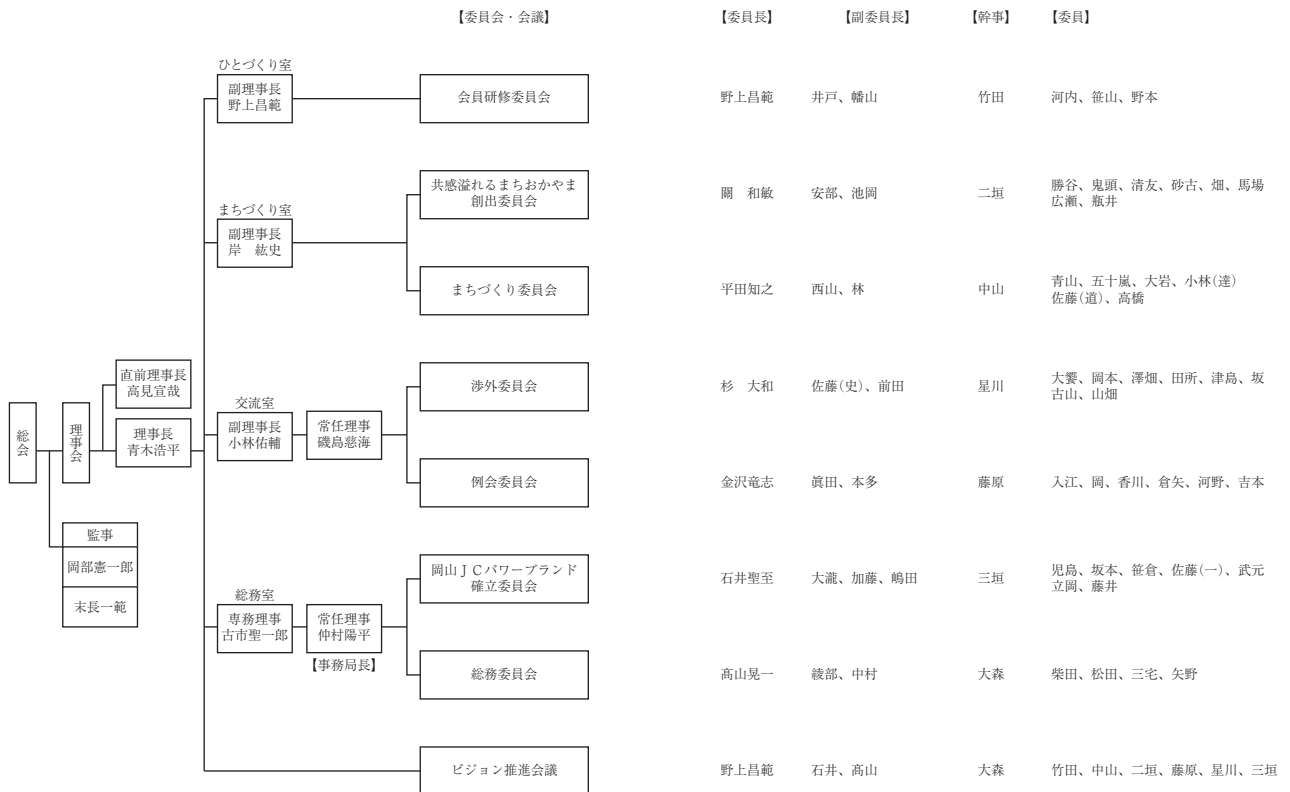 【委員会・会議】 【委員長】 【副委員長】 【幹事】 【委員】
ひとづくり室
副理事長
野上昌範
会員研修委員会
野上昌範 井戸、幡山 竹田 河内、笹山、野本
まちづくり室
副理事長
岸　紘史
共感溢れるまちおかやま
創出委員会
關　和敏 安部、池岡 二垣 勝谷、鬼頭、清友、砂古、畑、馬場
広瀬、瓶井
まちづくり委員会
平田知之 西山、林 中山 青山、五十嵐、大岩、小林(達)
佐藤(道)、高橋
総会
理事会
直前理事長
高見宣哉
理事長
青木浩平
監事
岡部憲一郎
末長一範
交流室
副理事長
小林佑輔
常任理事
磯島慈海
渉外委員会
杉　大和 佐藤(史)、前田 星川 大饗、岡本、澤畑、田所、津島、坂
古山、山畑
例会委員会
金沢竜志 眞田、本多 藤原 入江、岡、香川、倉矢、河野、吉本
総務室
専務理事
古市聖一郎
常任理事
仲村陽平
【事務局長】
岡山ＪＣパワーブランド
確立委員会
石井聖至 大瀧、加藤、嶋田 三垣 児島、坂本、笹倉、佐藤(一)、武元
立岡、藤井
総務委員会
髙山晃一 綾部、中村 大森 柴田、松田、三宅、矢野
ビジョン推進会議
野上昌範 石井、髙山 大森 竹田、中山、二垣、藤原、星川、三垣